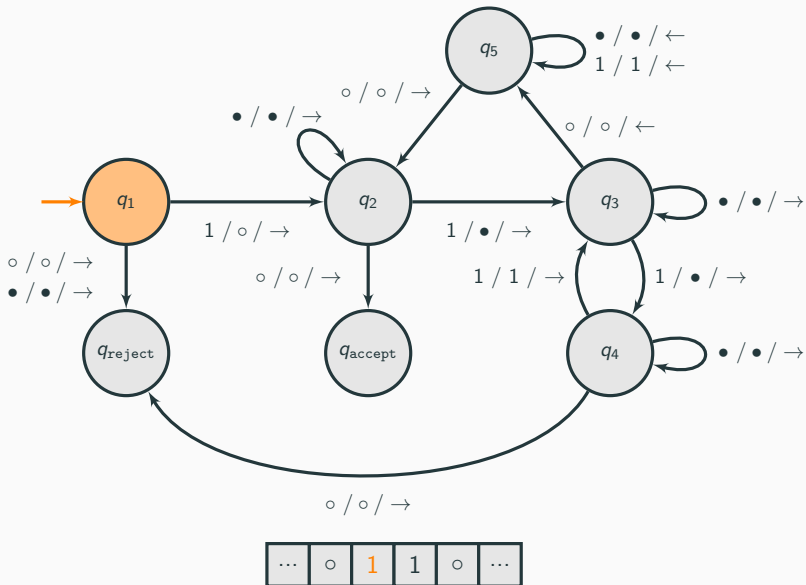 q5
• / • / ←
1 / 1 / ←
○ / ○ / →
• / • / →
○ / ○ / ←
q1
q2
q3
• / • / →
1 / ○ / →
1 / • / →
○ / ○ / →
• / • / →
○ / ○ / →
1 / 1 / →
1 / • / →
qreject
qaccept
q4
• / • / →
○ / ○ / →
... ○ 1 1 ○ ...